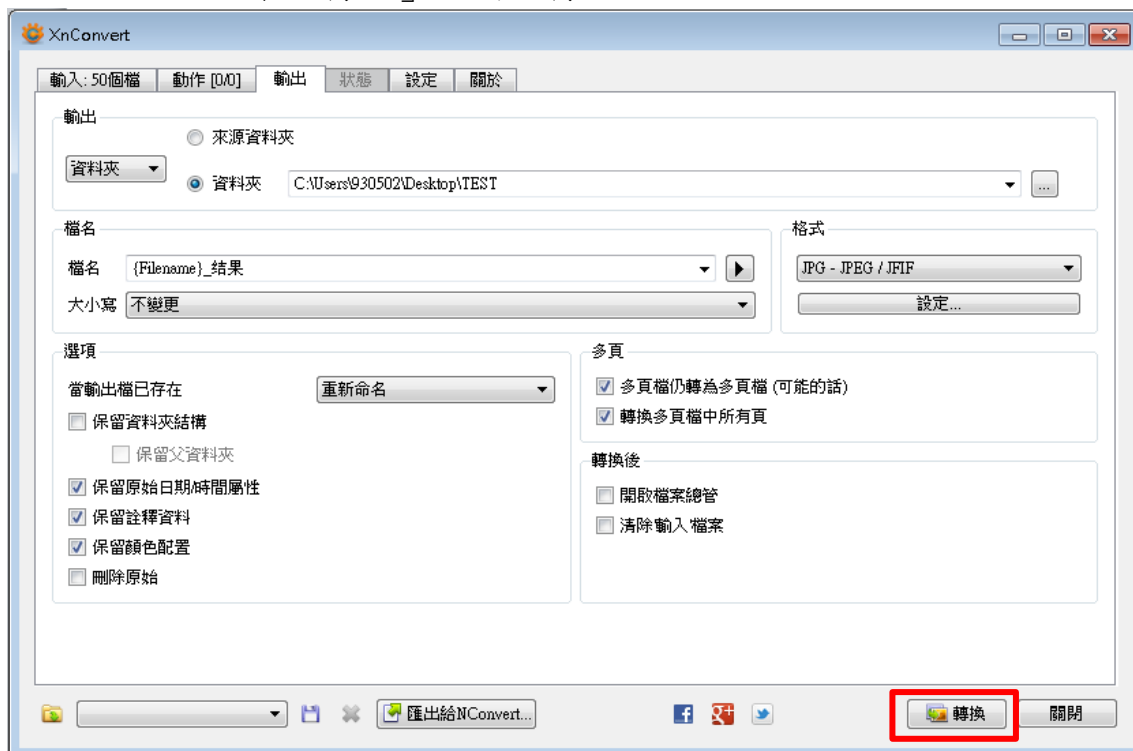 XnConvert
輸入: 50個檔 動作 [0/0] 輸出 狀態 設定 關於
輸出
來源資料夾
資料夾
資料夾 C:\Users\930502\Desktop\TEST ...
檔名
檔名 {Filename}_结果
大小寫 不變更
格式
JPG - JPEG / JFIF
設定...
選項
當輸出檔已存在 重新命名
保留資料夾結構
保留父資料夾
保留原始日期/時間屬性
保留詮釋資料
保留顏色配置
刪除原始
多頁
多頁檔仍轉為多頁檔 (可能的話)
轉換多頁檔中所有頁
轉換後
開啟檔案總管
清除輸入檔案
匯出給NConvert... 轉換 關閉